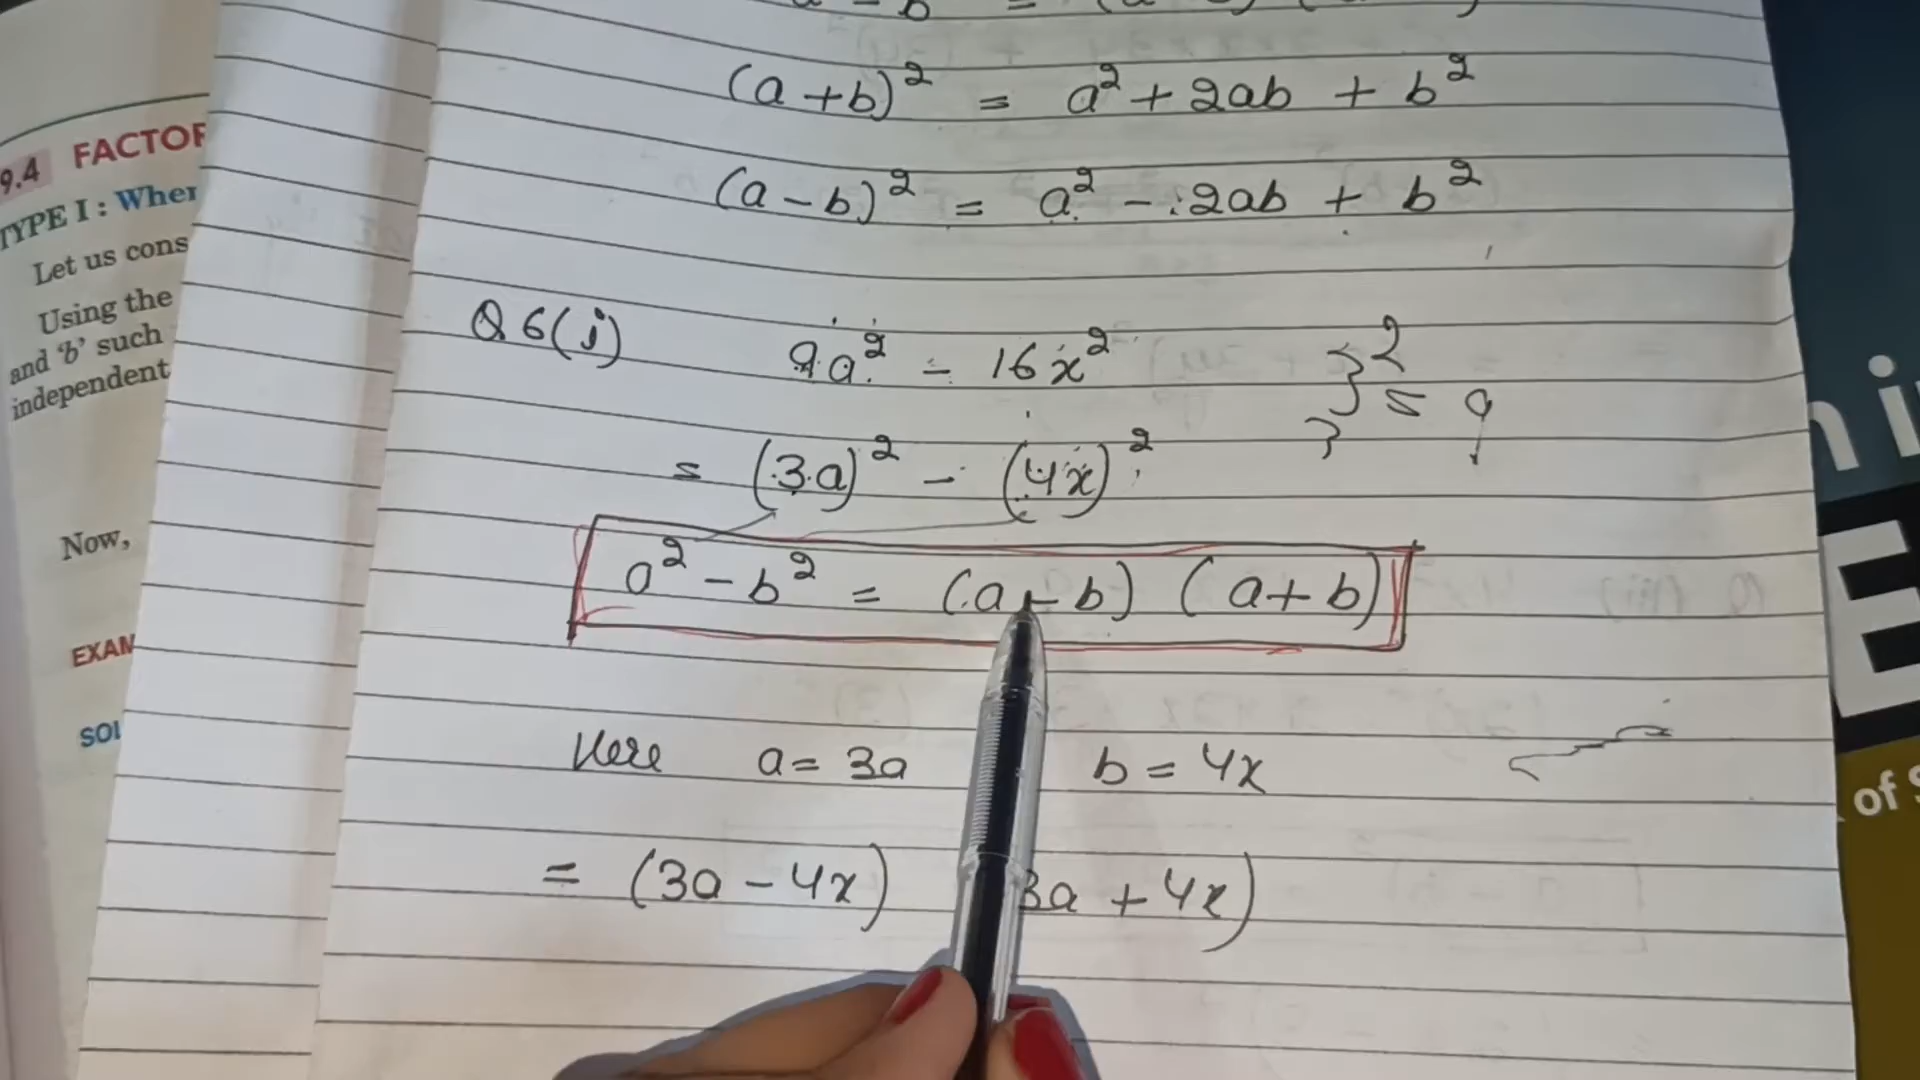 (a+b)² = a² + 2ab + b²
(a-b)² = a² - 2ab + b²
Q 6(i) 9a² - 16x²
= (3a)² - (4x)²
a² - b² = (a-b) (a+b)
Here a = 3a b = 4x
= (3a - 4x) 3a + 4x)
9.4 FACTOR
TYPE I : When
Let us cons
Using the
and ‘b’ such
independent
Now,
EXAM
SOL
E
of S